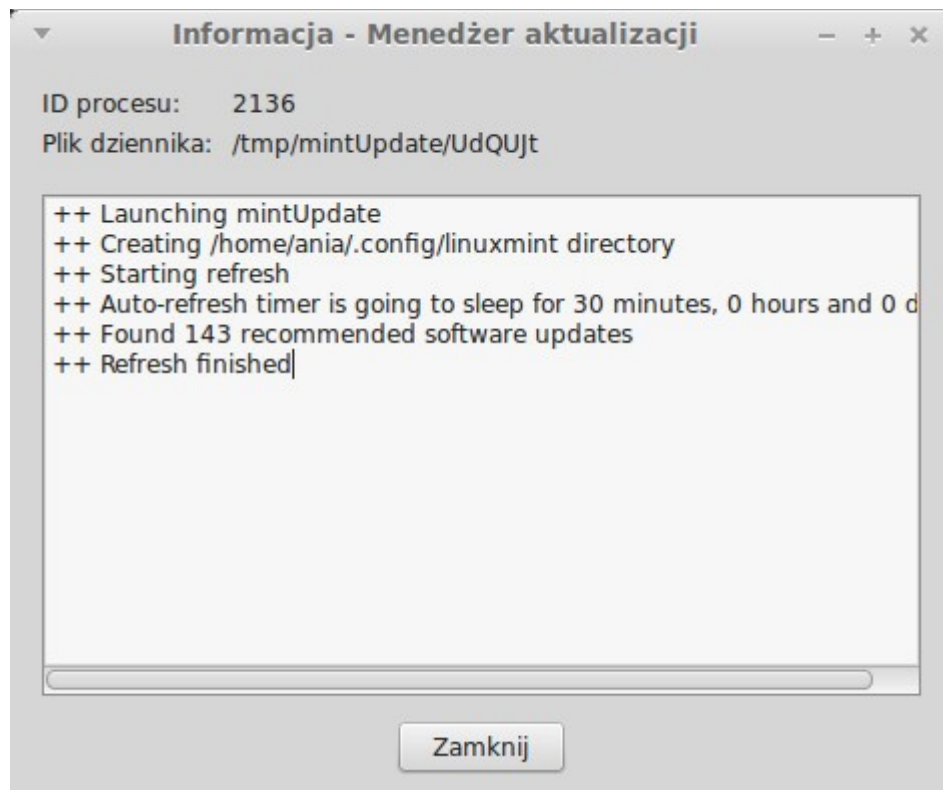 Informacja - Menedżer aktualizacji
ID procesu: 2136
Plik dziennika: /tmp/mintUpdate/UdQUJt
++ Launching mintUpdate
++ Creating /home/ania/.config/linuxmint directory
++ Starting refresh
++ Auto-refresh timer is going to sleep for 30 minutes, 0 hours and 0 d
++ Found 143 recommended software updates
++ Refresh finished
Zamknij